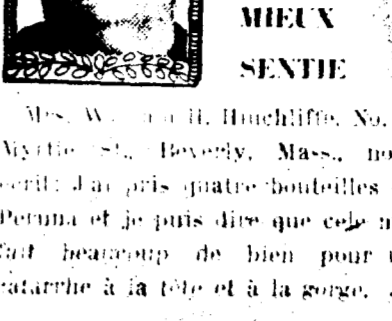 MIEUX
SENTIE
Mrs. W. H. Hinchliffe, No.
Myrtle St., Beverly, Mass., no
écrit: J'ai pris quatre bouteilles
Peruna et je puis dire que cela m
fait beaucoup de bien pour
catarrhe à la tête et à la gorge.